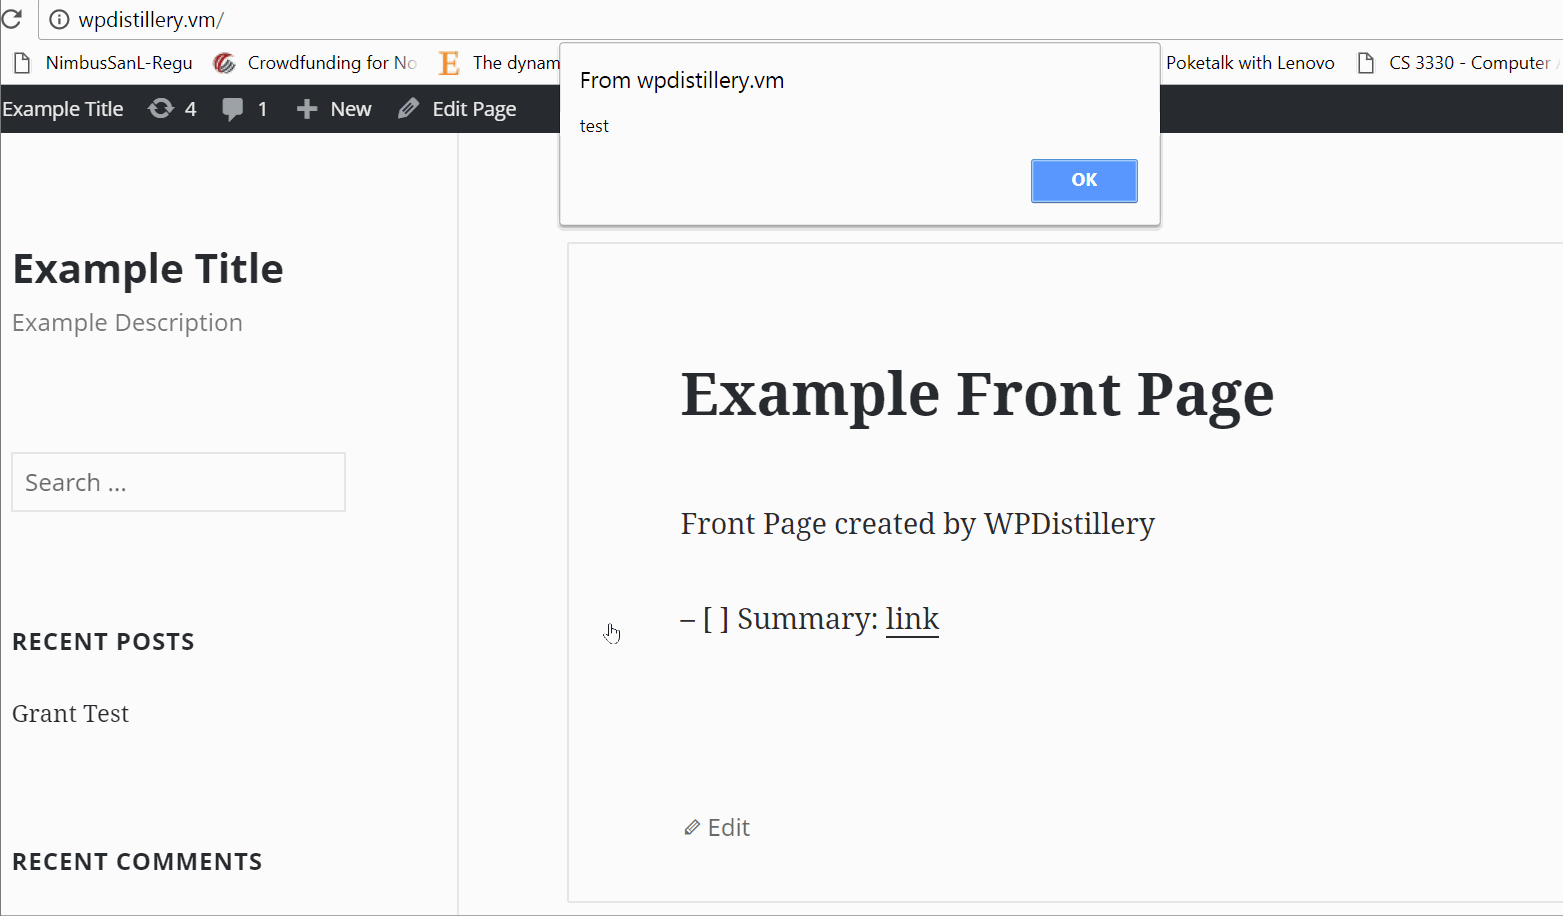 wpdistillery.vm/
NimbusSanL-Regu Crowdfunding for No The dynam Poketalk with Lenovo CS 3330 - Computer
From wpdistillery.vm
test
OK
Example Title 4 1 New Edit Page
Example Title
Example Description
Search ...
RECENT POSTS
Grant Test
RECENT COMMENTS
Example Front Page
Front Page created by WPDistillery
– [ ] Summary: link
Edit